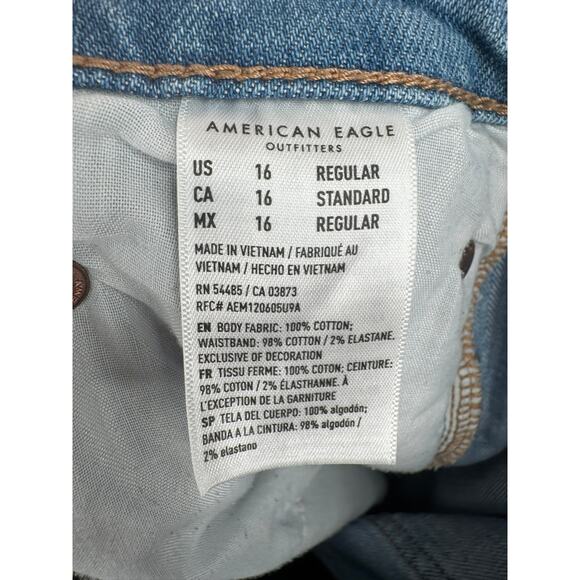 AMERICAN EAGLE
OUTFITTERS
US 16 REGULAR
CA 16 STANDARD
MX 16 REGULAR
MADE IN VIETNAM / FABRIQUÉ AU
VIETNAM / HECHO EN VIETNAM
RN 54485 / CA 03873
RFC# AEM120605U9A
EN BODY FABRIC: 100% COTTON;
WAISTBAND: 98% COTTON / 2% ELASTANE.
EXCLUSIVE OF DECORATION
FR TISSU FERME: 100% COTON; CEINTURE:
98% COTON / 2% ÉLASTHANNE. À
L'EXCEPTION DE LA GARNITURE
SP TELA DEL CUERPO: 100% algodón;
BANDA A LA CINTURA: 98% algodón /
2% elastano